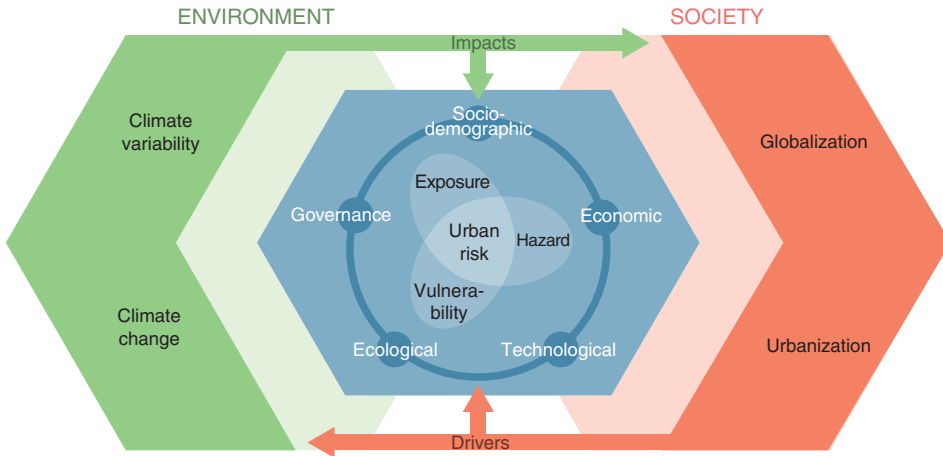 ENVIRONMENT
SOCIETY
Impacts
Socio-
demographic
Climate
variability
Globalization
Exposure
Governance
Economic
Urban
risk
Hazard
Vulnera-
bility
Climate
change
Ecological
Technological
Urbanization
Drivers